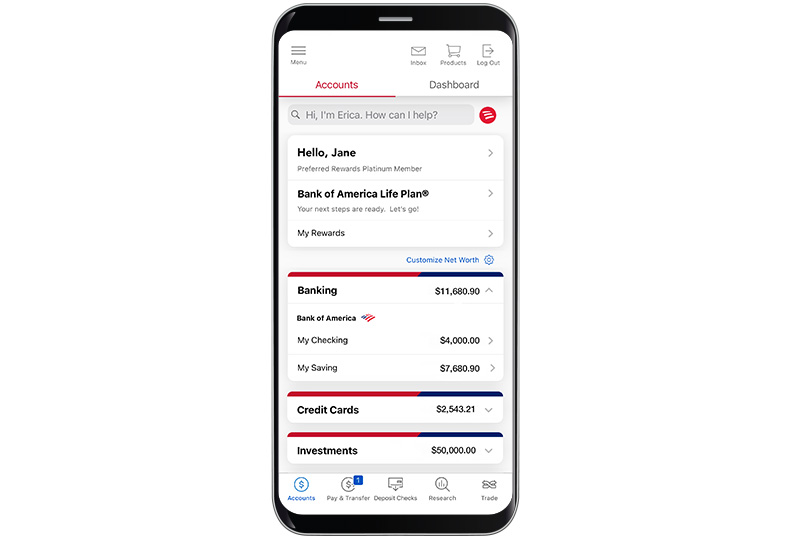 Menu
Inbox
Products
Log Out
Accounts
Dashboard
Hi, I'm Erica. How can I help?
Hello, Jane
Preferred Rewards Platinum Member
Bank of America Life Plan®
Your next steps are ready. Let's go!
My Rewards
Customize Net Worth
Banking $11,680.90
Bank of America
My Checking $4,000.00
My Saving $7,680.90
Credit Cards $2,543.21
Investments $50,000.00
1
Accounts
Pay & Transfer
Deposit Checks
Research
Trade